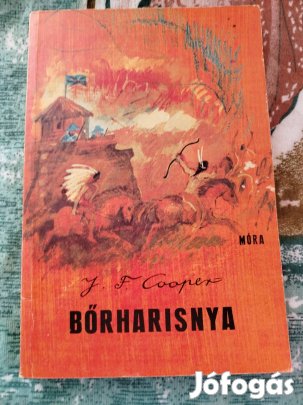 MÓRA
J. F. Cooper
BŐRHARISNYA
Jófogás